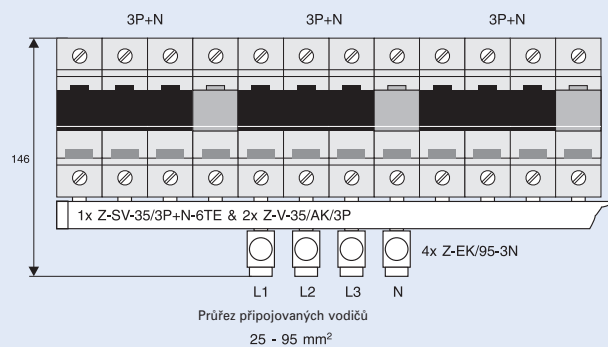 3P+N 3P+N 3P+N
146
1x Z-SV-35/3P+N-6TE & 2x Z-V-35/AK/3P
4x Z-EK/95-3N
L1 L2 L3 N
Průřez připojovaných vodičů
25 - 95 mm²